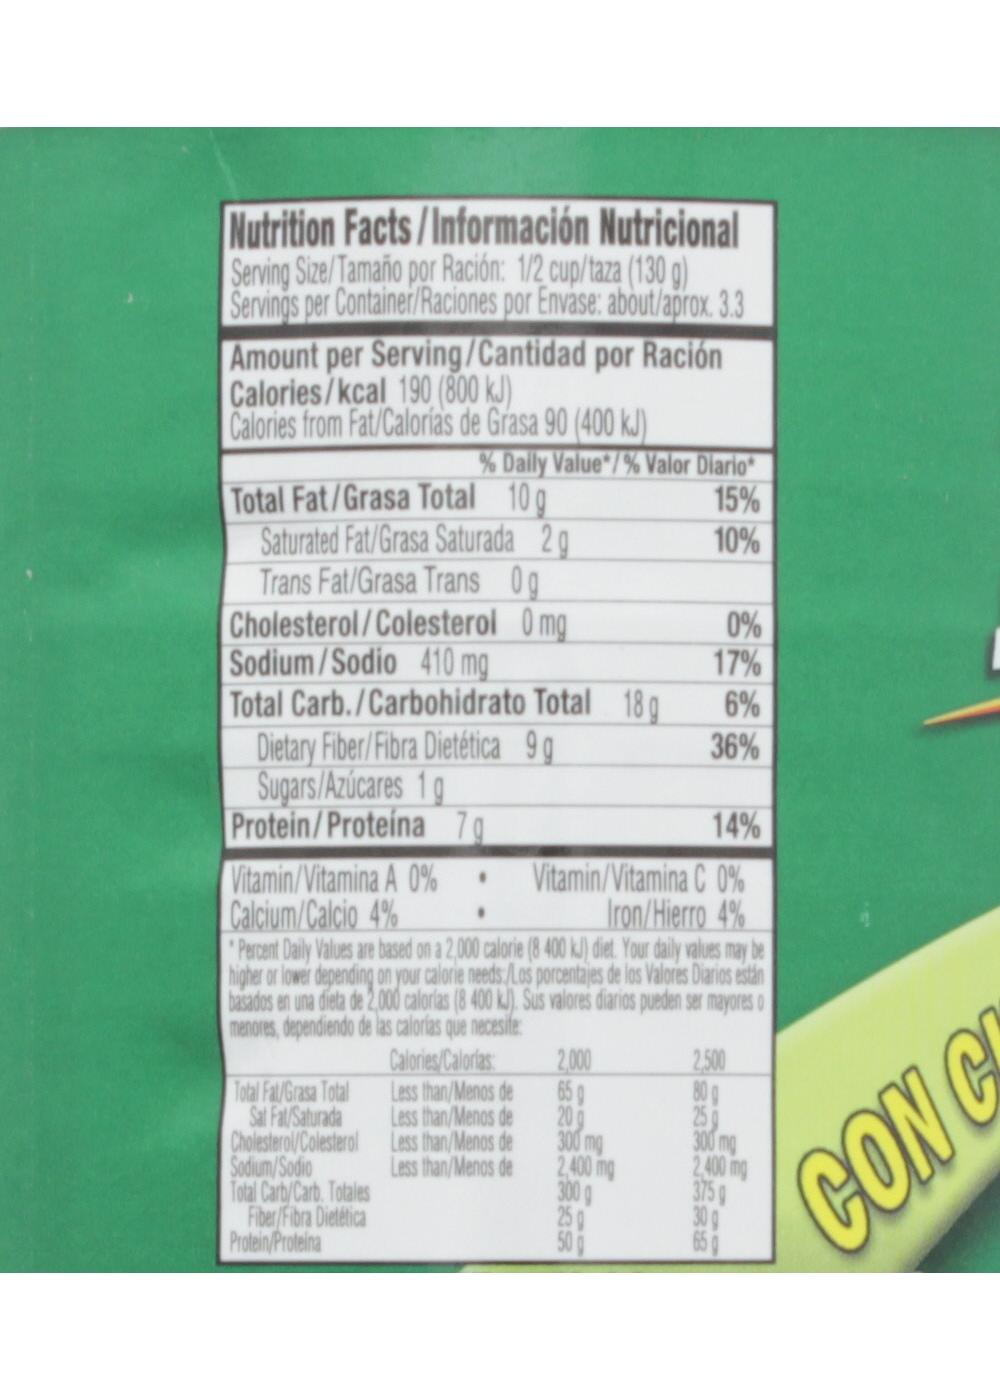 Nutrition Facts/Información Nutricional
Serving Size/Tamaño por Ración: 1/2 cup/taza (130 g)
Servings per Container/Raciones por Envase: about/aprox. 3.3
Amount per Serving/Cantidad por Ración
Calories/kcal 190 (800 kJ)
Calories from Fat/Calorías de Grasa 90 (400 kJ)
% Daily Value*/% Valor Diario*
Total Fat/Grasa Total 10 g 15%
Saturated Fat/Grasa Saturada 2 g 10%
Trans Fat/Grasa Trans 0 g
Cholesterol/Colesterol 0 mg 0%
Sodium/Sodio 410 mg 17%
Total Carb./Carbohidrato Total 18 g 6%
Dietary Fiber/Fibra Dietética 9 g 36%
Sugars/Azúcares 1 g
Protein/Proteína 7 g 14%
Vitamin/Vitamina A 0% • Vitamin/Vitamina C 0%
Calcium/Calcio 4% • Iron/Hierro 4%
* Percent Daily Values are based on a 2,000 calorie (8 400 kJ) diet. Your daily values may be
higher or lower depending on your calorie needs:/Los porcentajes de los Valores Diarios están
basados en una dieta de 2,000 calorías (8 400 kJ). Sus valores diarios pueden ser mayores o
menores, dependiendo de las calorías que necesite:
Calories/Calorías: 2,000 2,500
Total Fat/Grasa Total Less than/Menos de 65 g 80 g
Sat Fat/Saturada Less than/Menos de 20 g 25 g
Cholesterol/Colesterol Less than/Menos de 300 mg 300 mg
Sodium/Sodio Less than/Menos de 2,400 mg 2,400 mg
Total Carb/Carb. Totales 300 g 375 g
Fiber/Fibra Dietética 25 g 30 g
Protein/Proteína 50 g 65 g
CON